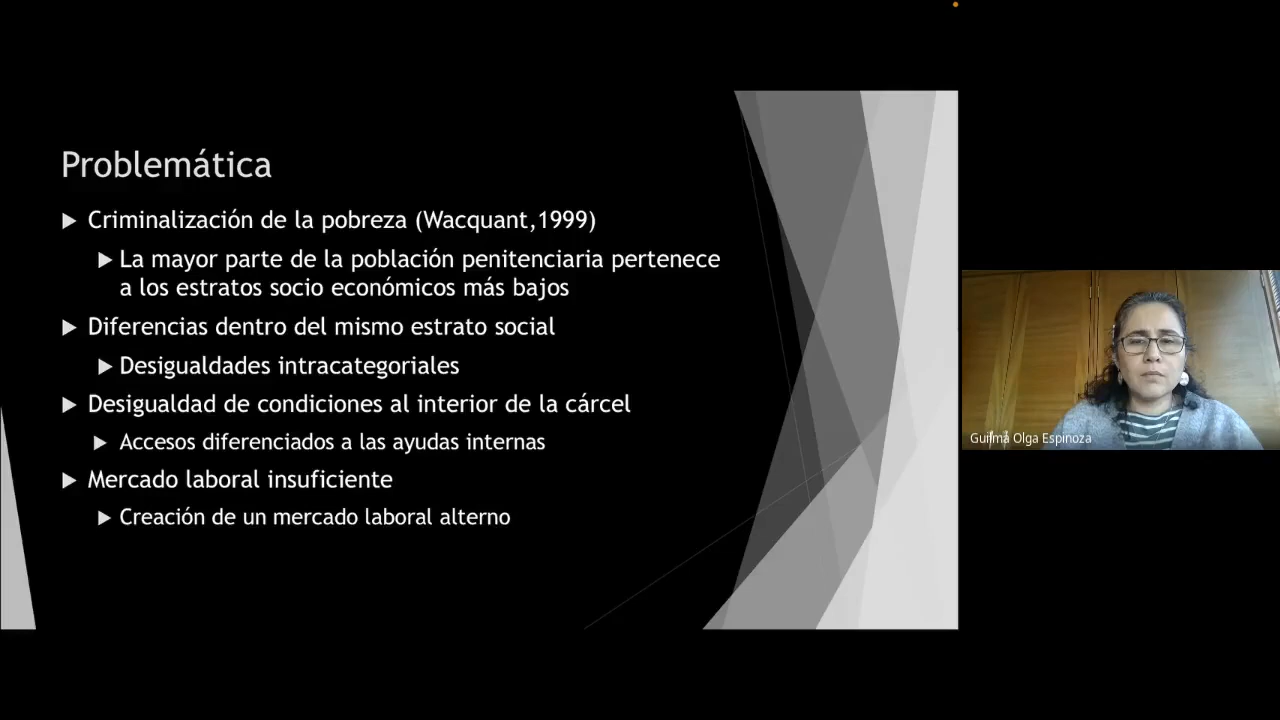 Problemática
Criminalización de la pobreza (Wacquant,1999)
La mayor parte de la población penitenciaria pertenece
a los estratos socio económicos más bajos
Diferencias dentro del mismo estrato social
Desigualdades intracategoriales
Desigualdad de condiciones al interior de la cárcel
Accesos diferenciados a las ayudas internas
Mercado laboral insuficiente
Creación de un mercado laboral alterno
Guilma Olga Espinoza